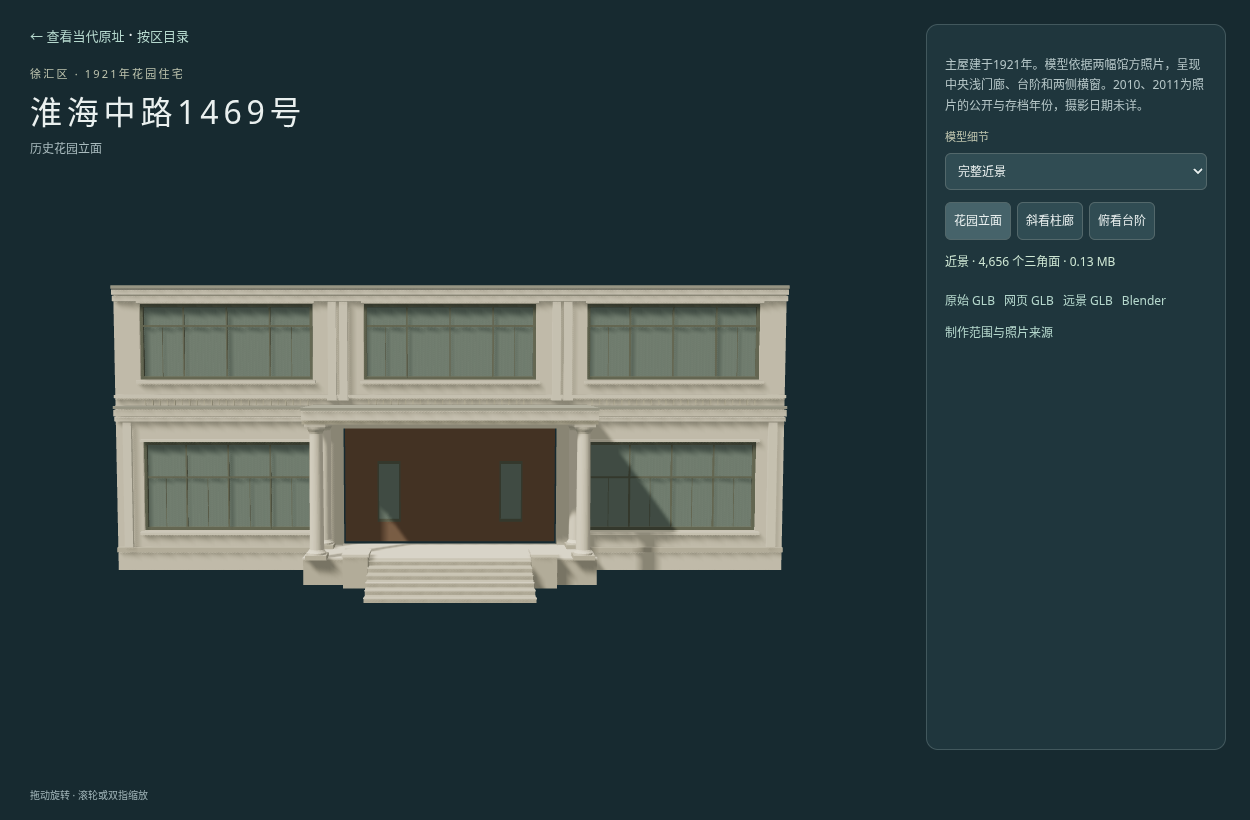 ← 查看当代原址 · 按区目录
徐汇区 · 1921年花园住宅
淮海中路1469号
历史花园立面
主屋建于1921年。模型依据两幅馆方照片，呈现
中央浅门廊、台阶和两侧横窗。2010、2011为照
片的公开与存档年份，摄影日期未详。
模型细节
完整近景
花园立面 斜看柱廊 俯看台阶
近景 · 4,656 个三角面 · 0.13 MB
原始 GLB 网页 GLB 远景 GLB Blender
制作范围与照片来源
拖动旋转 · 滚轮或双指缩放